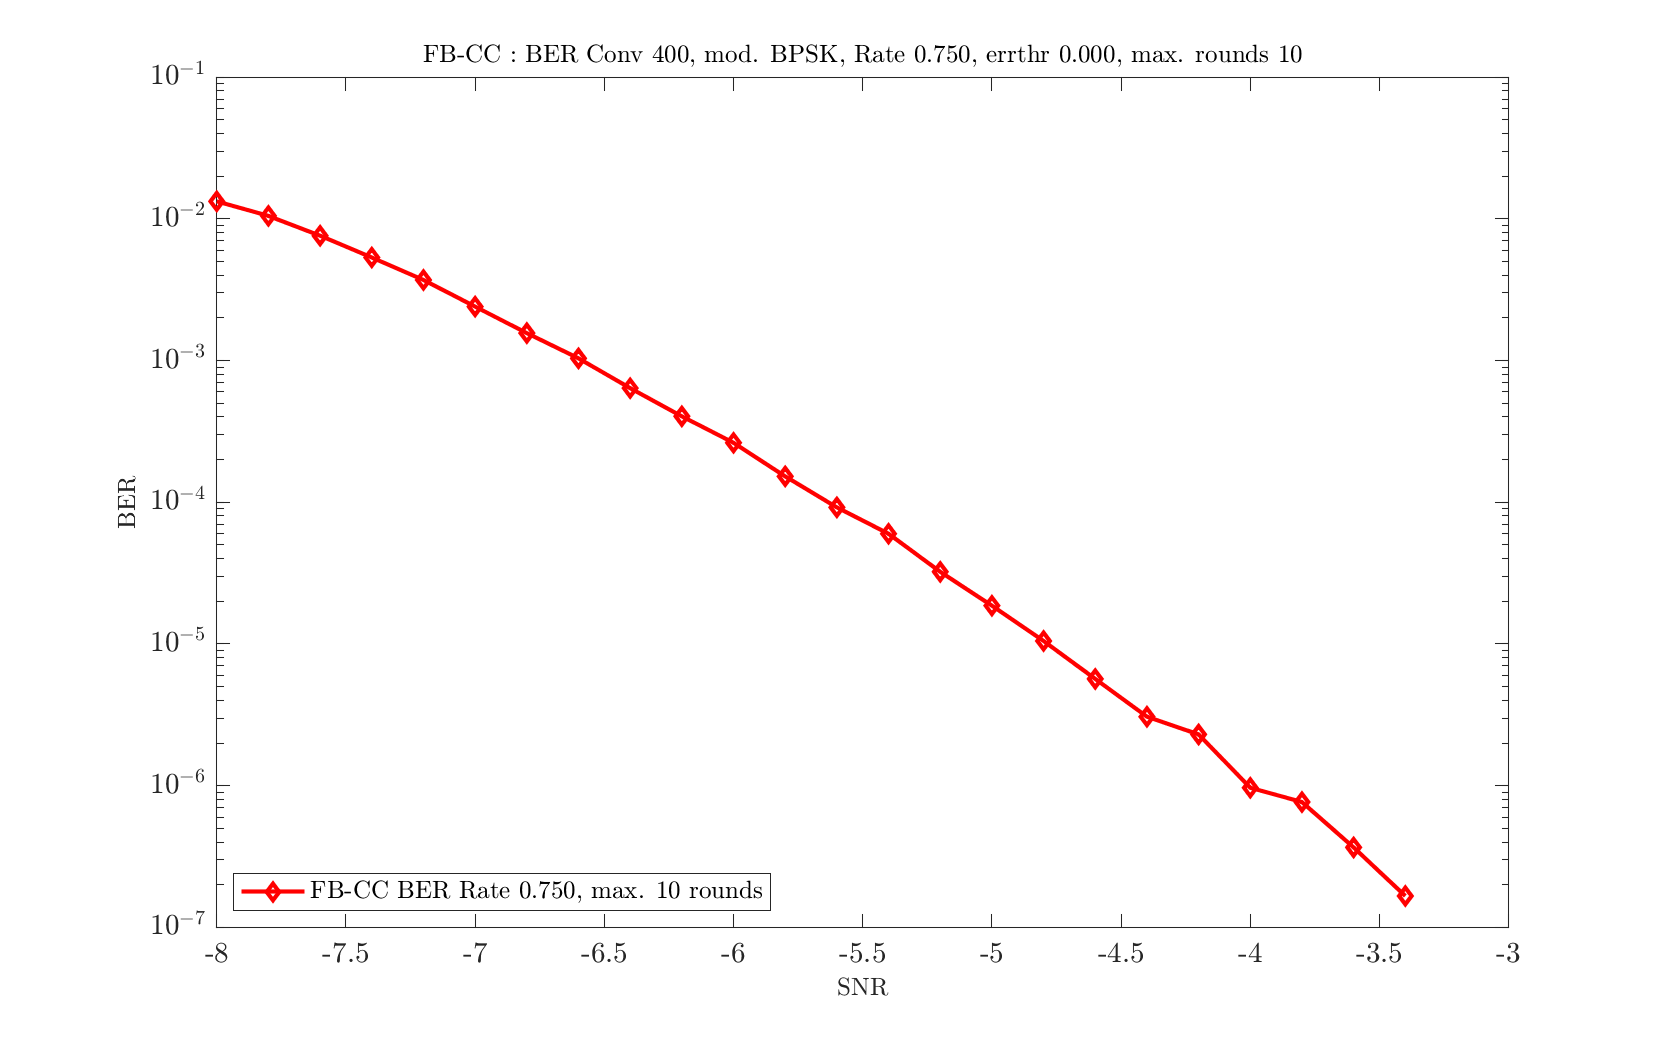 FB-CC : BER Conv 400, mod. BPSK, Rate 0.750, errthr 0.000, max. rounds 10
10⁻¹
10⁻²
10⁻³
10⁻⁴
10⁻⁵
10⁻⁶
10⁻⁷
BER
FB-CC BER Rate 0.750, max. 10 rounds
-8 -7.5 -7 -6.5 -6 -5.5 -5 -4.5 -4 -3.5 -3
SNR